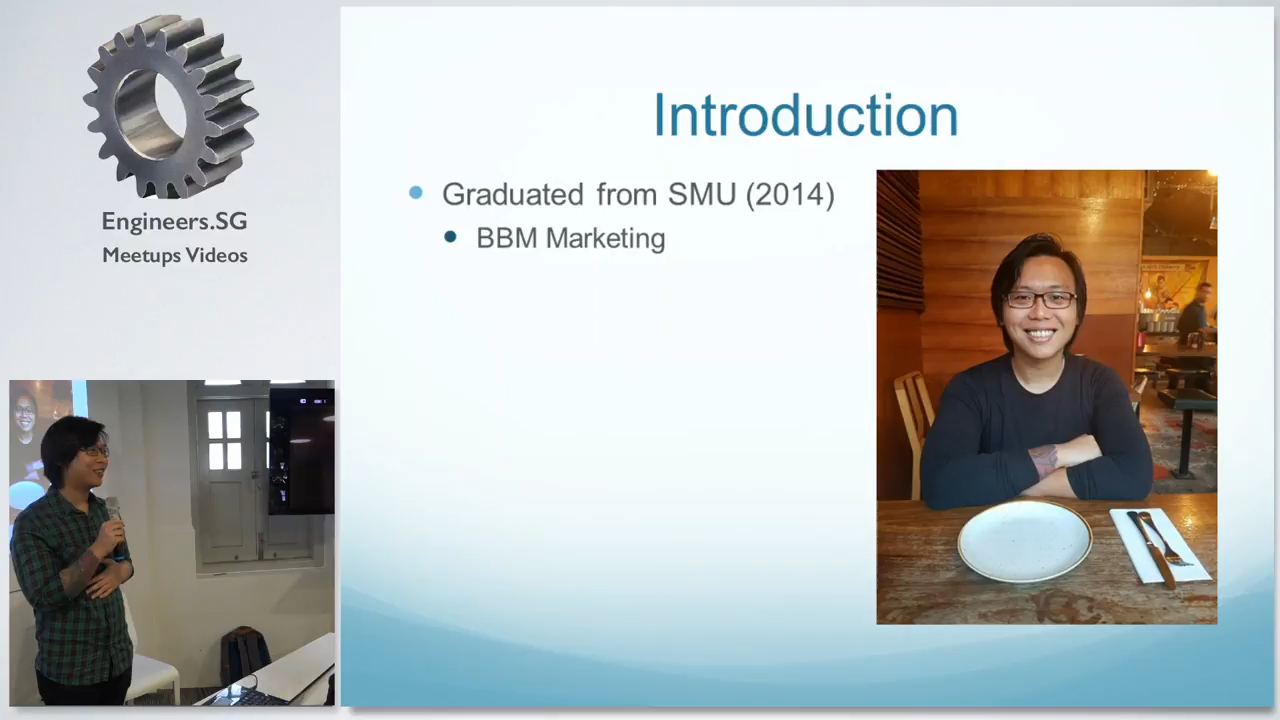 Engineers.SG
Meetups Videos
Introduction
Graduated from SMU (2014)
BBM Marketing